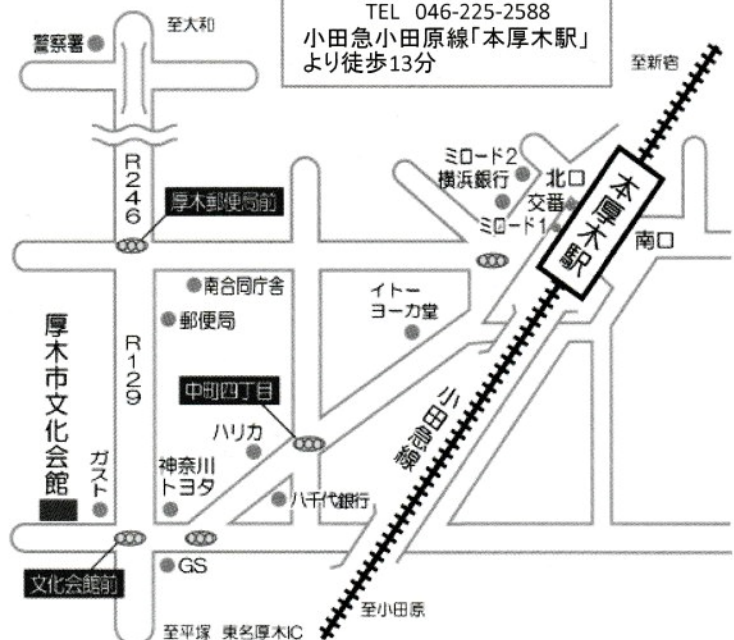 TEL 046-225-2588
小田急小田原線「本厚木駅」
より徒歩13分
至大和
警察署
至新宿
R246
厚木郵便局前
ミロード2
横浜銀行
北口
交番
ミロード1
本厚木駅
南口
南合同庁舎
郵便局
イトー
ヨーカ堂
厚木市文化会館
R129
中町四丁目
小田急線
ハリカ
ガスト
神奈川
トヨタ
八千代銀行
GS
文化会館前
至小田原
至平塚 東名厚木IC